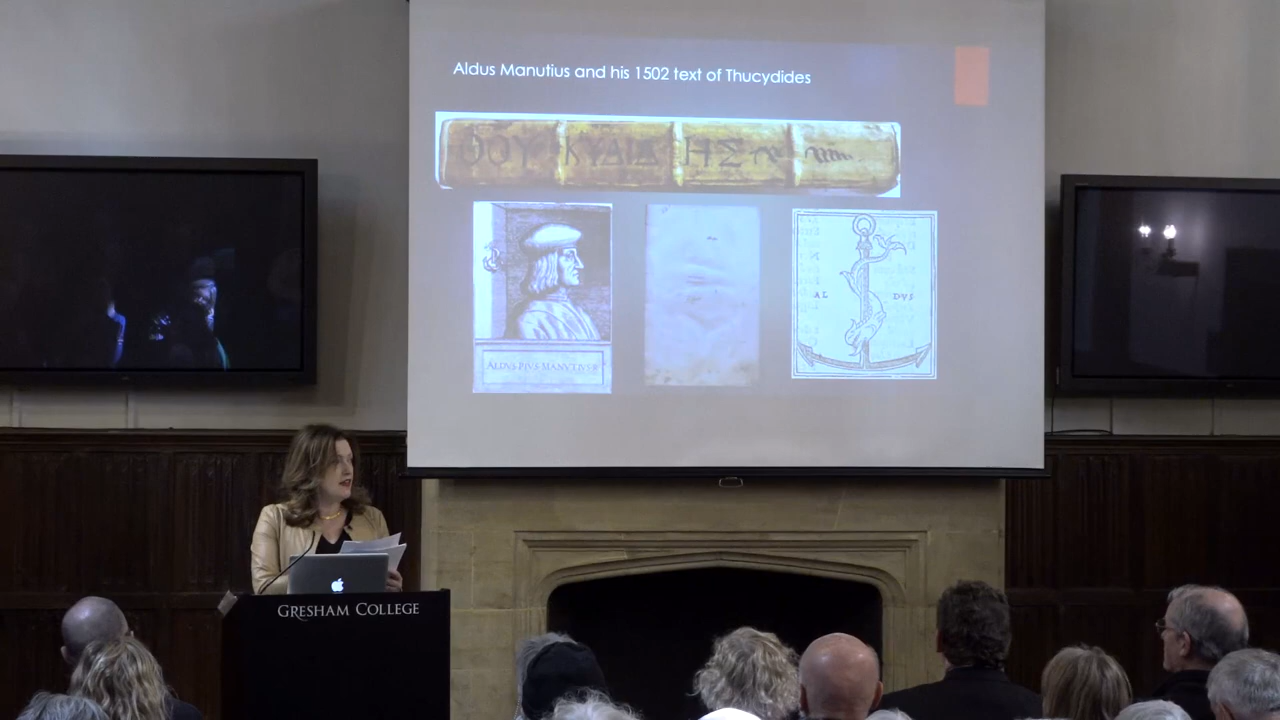 Aldus Manutius and his 1502 text of Thucydides
ΘΟΥΚΥΔΙΔΗΣ
ALDVS PIVS MANVTIVS R
AL DVS
GRESHAM COLLEGE